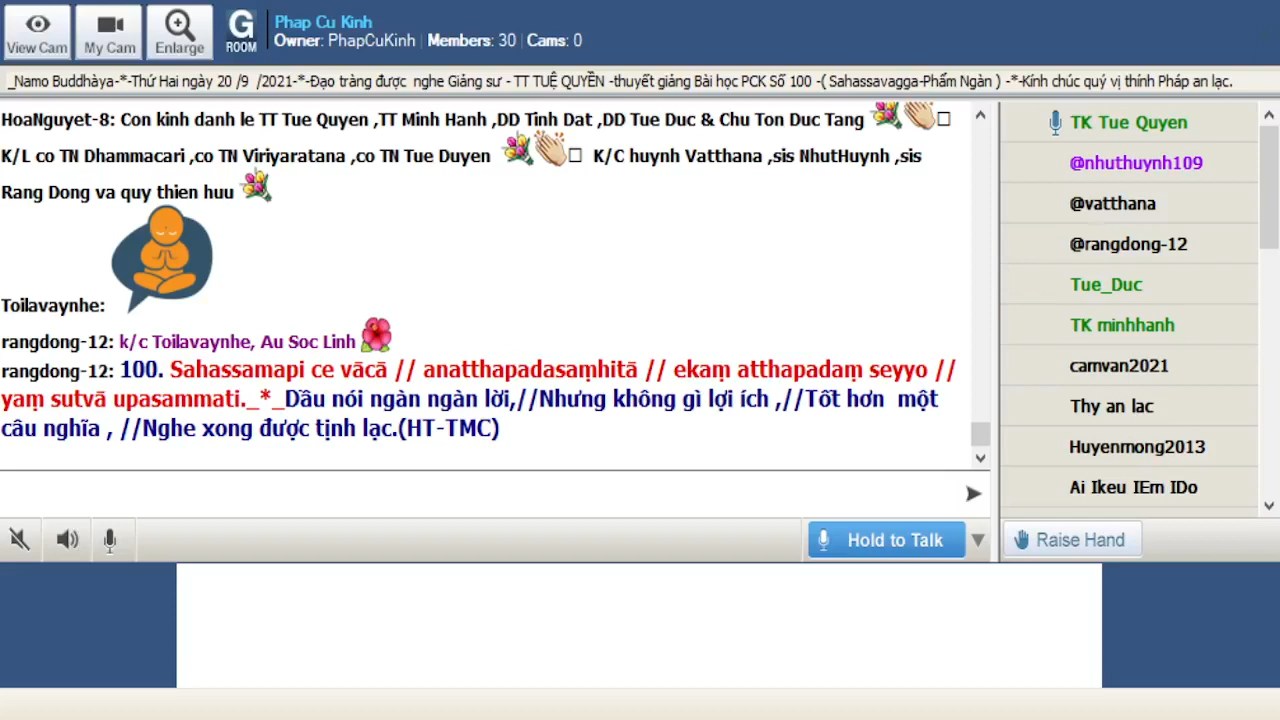 View Cam
My Cam
Enlarge
G
ROOM
Phap Cu Kinh
Owner: PhapCuKinh | Members: 30 | Cams: 0
_Namo Buddhàya-*-Thứ Hai ngày 20 /9 /2021-*-Đạo tràng được nghe Giảng sư - TT TUỆ QUYỀN -thuyết giảng Bài học PCK Số 100 -( Sahassavagga-Phẩm Ngàn ) -*-Kính chúc quý vị thính Pháp an lạc.
HoaNguyet-8: Con kinh danh le TT Tue Quyen ,TT Minh Hanh ,DD Tinh Dat ,DD Tue Duc & Chu Ton Duc Tang
K/L co TN Dhammacari ,co TN Viriyaratana ,co TN Tue Duyen K/C huynh Vatthana ,sis NhutHuynh ,sis
Rang Dong va quy thien huu
Toilavaynhe:
rangdong-12: k/c Toilavaynhe, Au Soc Linh
rangdong-12: 100. Sahassamapi ce vācā // anatthapadasaṃhitā // ekaṃ atthapadaṃ seyyo //
yaṃ sutvā upasammati._*_Dầu nói ngàn ngàn lời,//Nhưng không gì lợi ích ,//Tốt hơn một
câu nghĩa , //Nghe xong được tịnh lạc.(HT-TMC)
TK Tue Quyen
@nhuthuynh109
@vatthana
@rangdong-12
Tue_Duc
TK minhhanh
camvan2021
Thy an lac
Huyenmong2013
Ai Ikeu IEm IDo
Hold to Talk
Raise Hand